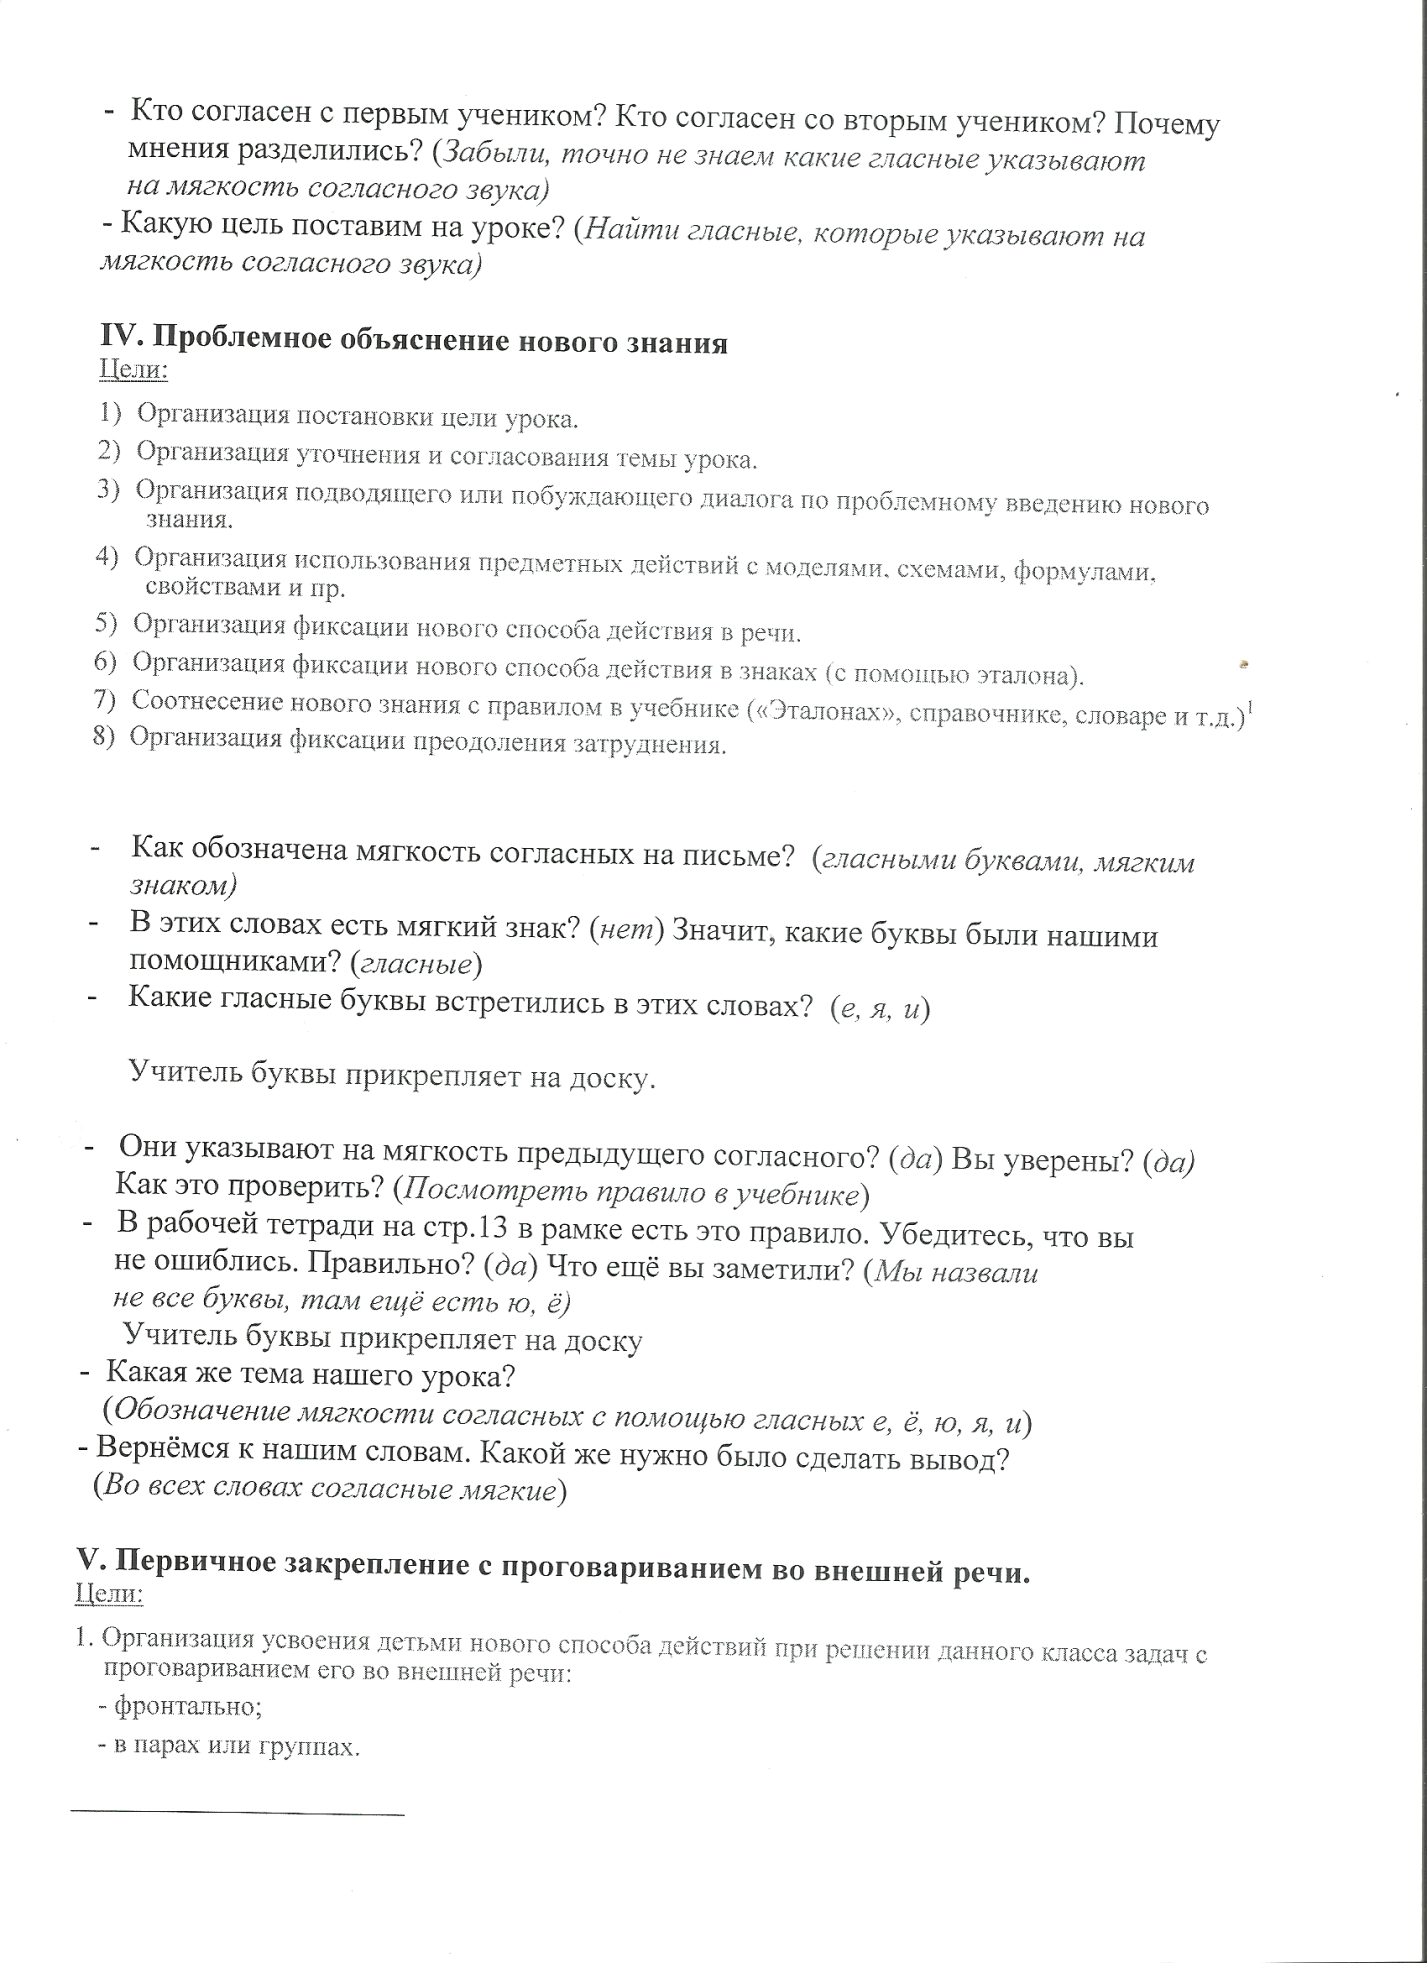 - Кто согласен с первым учеником? Кто согласен со вторым учеником? Почему
мнения разделились? (Забыли, точно не знаем какие гласные указывают
на мягкость согласного звука)
- Какую цель поставим на уроке? (Найти гласные, которые указывают на
мягкость согласного звука)
IV. Проблемное объяснение нового знания
Цели:
1) Организация постановки цели урока.
2) Организация уточнения и согласования темы урока.
3) Организация подводящего или побуждающего диалога по проблемному введению нового
знания.
4) Организация использования предметных действий с моделями, схемами, формулами,
свойствами и пр.
5) Организация фиксации нового способа действия в речи.
6) Организация фиксации нового способа действия в знаках (с помощью эталона).
7) Соотнесение нового знания с правилом в учебнике («Эталонах», справочнике, словаре и т.д.)1
8) Организация фиксации преодоления затруднения.
- Как обозначена мягкость согласных на письме? (гласными буквами, мягким
знаком)
- В этих словах есть мягкий знак? (нет) Значит, какие буквы были нашими
помощниками? (гласные)
- Какие гласные буквы встретились в этих словах? (е, я, и)
Учитель буквы прикрепляет на доску.
- Они указывают на мягкость предыдущего согласного? (да) Вы уверены? (да)
Как это проверить? (Посмотреть правило в учебнике)
- В рабочей тетради на стр.13 в рамке есть это правило. Убедитесь, что вы
не ошиблись. Правильно? (да) Что ещё вы заметили? (Мы назвали
не все буквы, там ещё есть ю, ё)
Учитель буквы прикрепляет на доску
- Какая же тема нашего урока?
(Обозначение мягкости согласных с помощью гласных е, ё, ю, я, и)
- Вернёмся к нашим словам. Какой же нужно было сделать вывод?
(Во всех словах согласные мягкие)
V. Первичное закрепление с проговариванием во внешней речи.
Цели:
1. Организация усвоения детьми нового способа действий при решении данного класса задач с
проговариванием его во внешней речи:
- фронтально;
- в парах или группах.